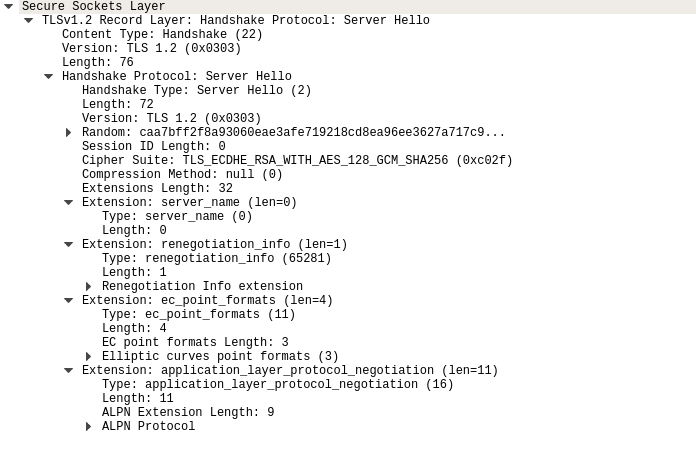 Secure Sockets Layer
TLSv1.2 Record Layer: Handshake Protocol: Server Hello
Content Type: Handshake (22)
Version: TLS 1.2 (0x0303)
Length: 76
Handshake Protocol: Server Hello
Handshake Type: Server Hello (2)
Length: 72
Version: TLS 1.2 (0x0303)
Random: caa7bff2f8a93060eae3afe719218cd8ea96ee3627a717c9...
Session ID Length: 0
Cipher Suite: TLS_ECDHE_RSA_WITH_AES_128_GCM_SHA256 (0xc02f)
Compression Method: null (0)
Extensions Length: 32
Extension: server_name (len=0)
Type: server_name (0)
Length: 0
Extension: renegotiation_info (len=1)
Type: renegotiation_info (65281)
Length: 1
Renegotiation Info extension
Extension: ec_point_formats (len=4)
Type: ec_point_formats (11)
Length: 4
EC point formats Length: 3
Elliptic curves point formats (3)
Extension: application_layer_protocol_negotiation (len=11)
Type: application_layer_protocol_negotiation (16)
Length: 11
ALPN Extension Length: 9
ALPN Protocol